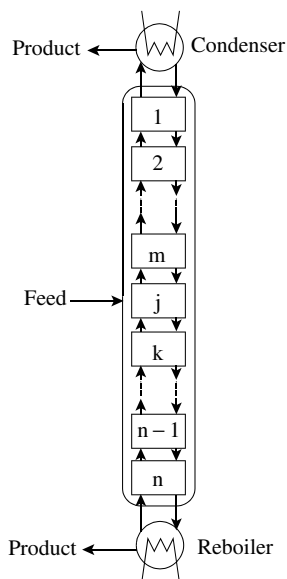 Product
Condenser
1
2
m
Feed
j
k
n − 1
n
Product
Reboiler